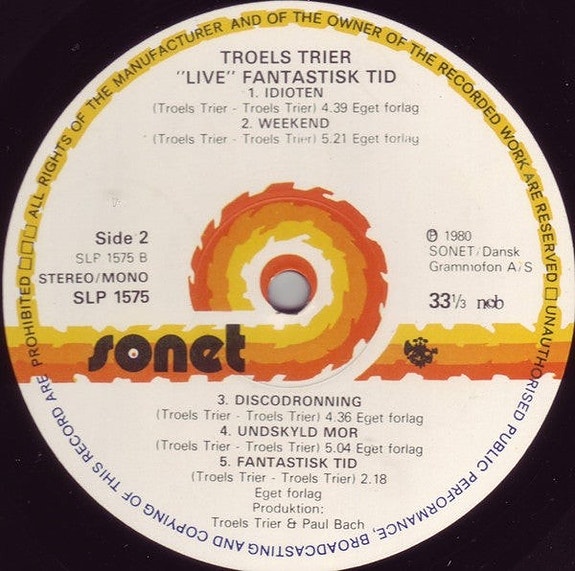 ALL RIGHTS OF THE MANUFACTURER AND OF THE OWNER OF THE RECORDED WORK ARE RESERVED □ UNAUTHORISED PUBLIC PERFORMANCE, BROADCASTING AND COPYING OF THIS RECORD ARE PROHIBITED □□□
TROELS TRIER
"LIVE" FANTASTISK TID
1. IDIOTEN
(Troels Trier - Troels Trier) 4.39 Eget forlag
2. WEEKEND
(Troels Trier - Troels Trier) 5.21 Eget forlag
Side 2
SLP 1575 B
STEREO/MONO
SLP 1575
℗ 1980
SONET/Dansk
Grammofon A/S
33 1/3 ncb
sonet
3. DISCODRONNING
(Troels Trier - Troels Trier) 4.36 Eget forlag
4. UNDSKYLD MOR
(Troels Trier - Troels Trier) 5.04 Eget forlag
5. FANTASTISK TID
(Troels Trier - Troels Trier) 2.18
Eget forlag
Produktion:
Troels Trier & Paul Bach